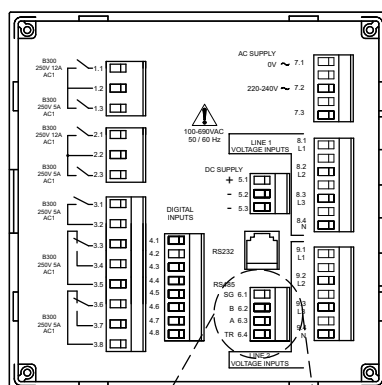 B300
250V 12A
AC1
1.1
1.2
B300
250V 5A
AC1
1.3
B300
250V 12A
AC1
2.1
2.2
B300
250V 5A
AC1
2.3
B300
250V 5A
AC1
3.1
3.2
B300
250V 5A
AC1
3.3
3.4
3.5
B300
250V 5A
AC1
3.6
3.7
3.8
DIGITAL
INPUTS
4.1
4.2
4.3
4.4
4.5
4.6
4.7
4.8
100-690VAC
50 / 60 Hz
DC SUPPLY
+ 5.1
- 5.2
- 5.3
RS232
RS485
SG 6.1
B 6.2
A 6.3
TR 6.4
AC SUPPLY
0V ~ 7.1
220-240V ~ 7.2
7.3
LINE 1
VOLTAGE INPUTS
8.1
L1
8.2
L2
8.3
L3
8.4
N
9.1
L1
9.2
L2
9.3
L3
9.4
N
LINE 2
VOLTAGE INPUTS